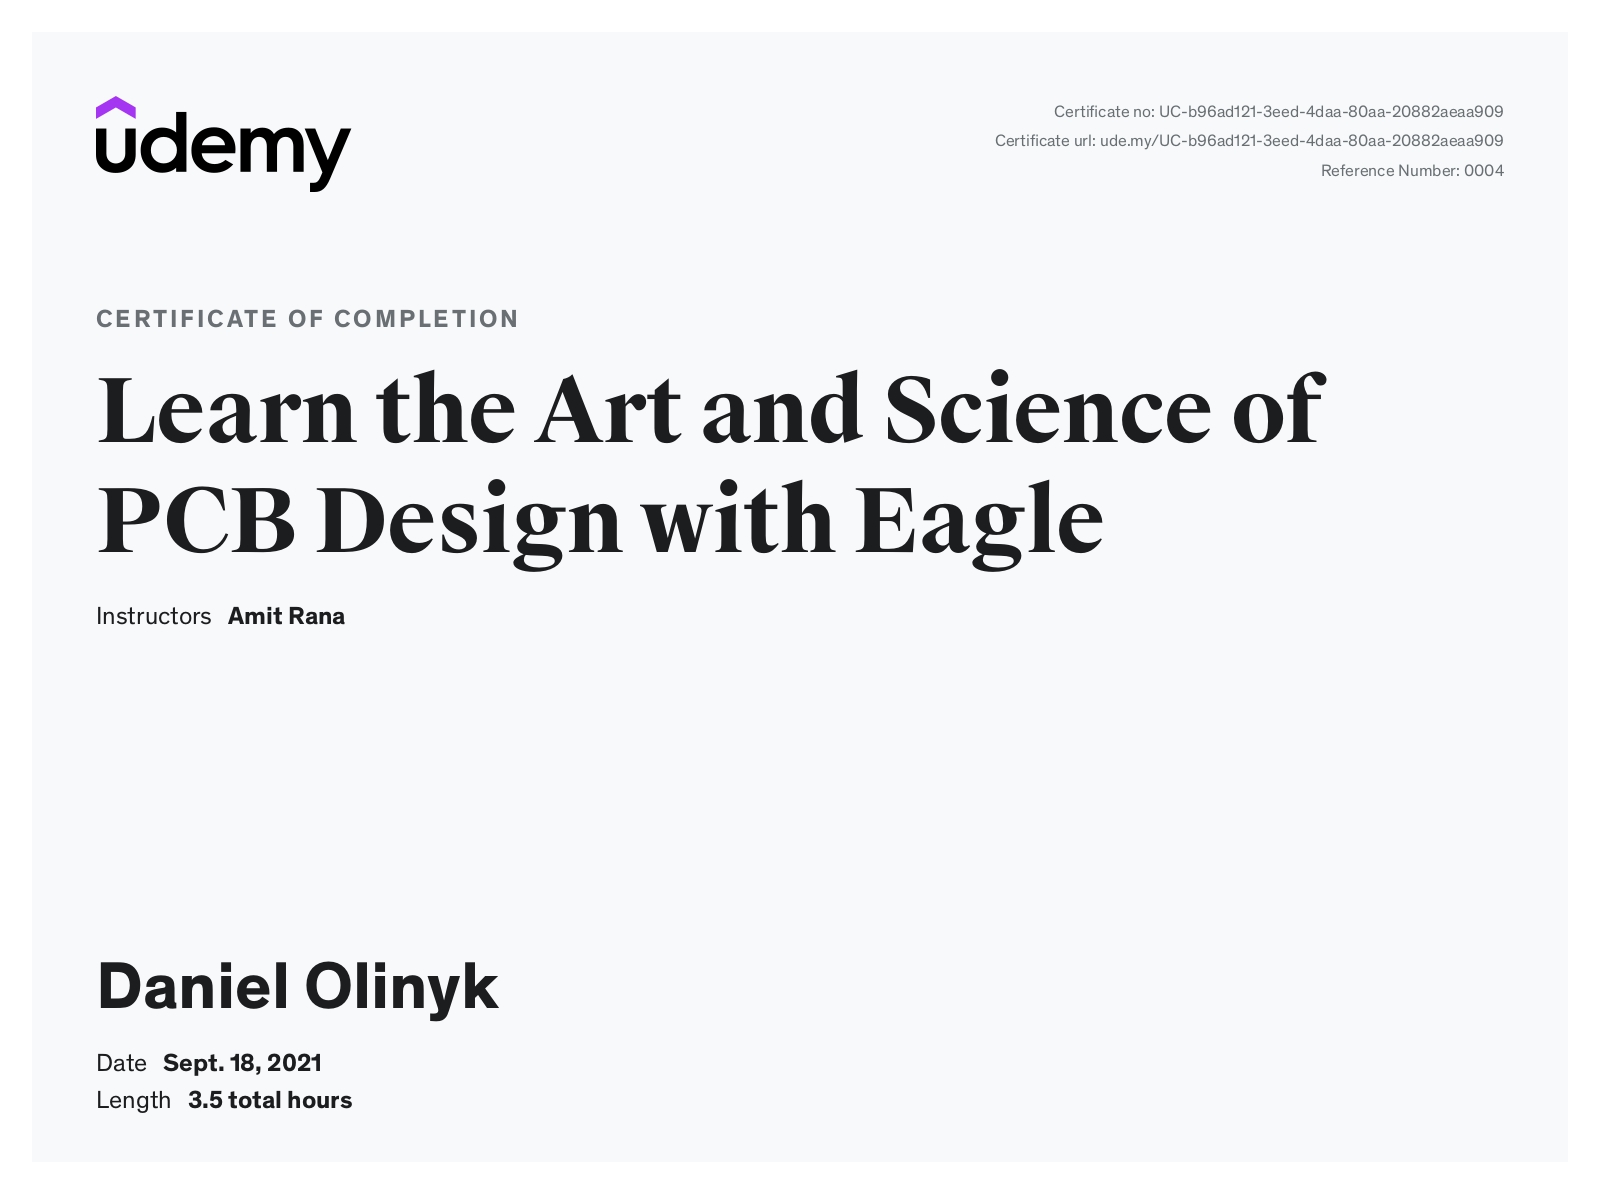 udemy
Certificate no: UC-b96ad121-3eed-4daa-80aa-20882aeaa909
Certificate url: ude.my/UC-b96ad121-3eed-4daa-80aa-20882aeaa909
Reference Number: 0004
CERTIFICATE OF COMPLETION
Learn the Art and Science of
PCB Design with Eagle
Instructors Amit Rana
Daniel Olinyk
Date Sept. 18, 2021
Length 3.5 total hours